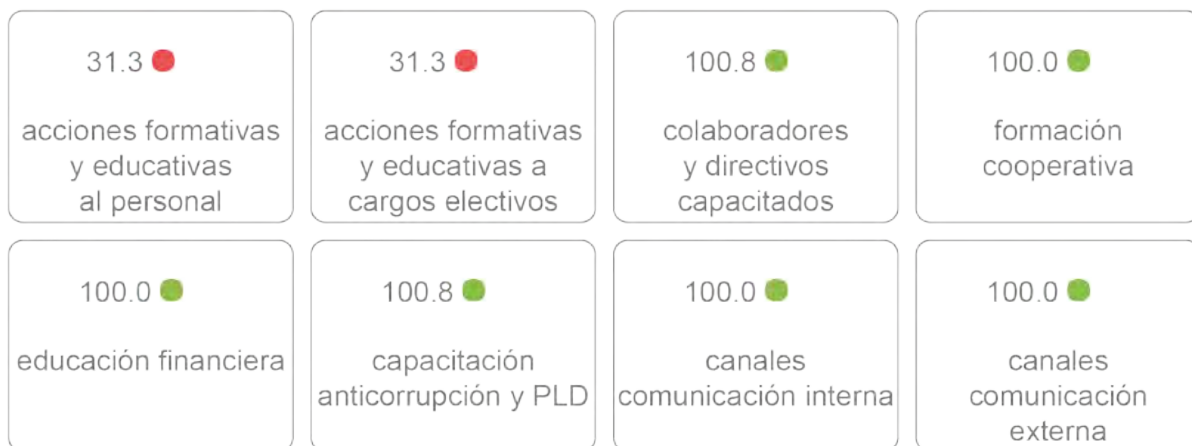 31.3
acciones formativas
y educativas
al personal
31.3
acciones formativas
y educativas a
cargos electivos
100.8
colaboradores
y directivos
capacitados
100.0
formación
cooperativa
100.0
educación financiera
100.8
capacitación
anticorrupción y PLD
100.0
canales
comunicación interna
100.0
canales
comunicación
externa